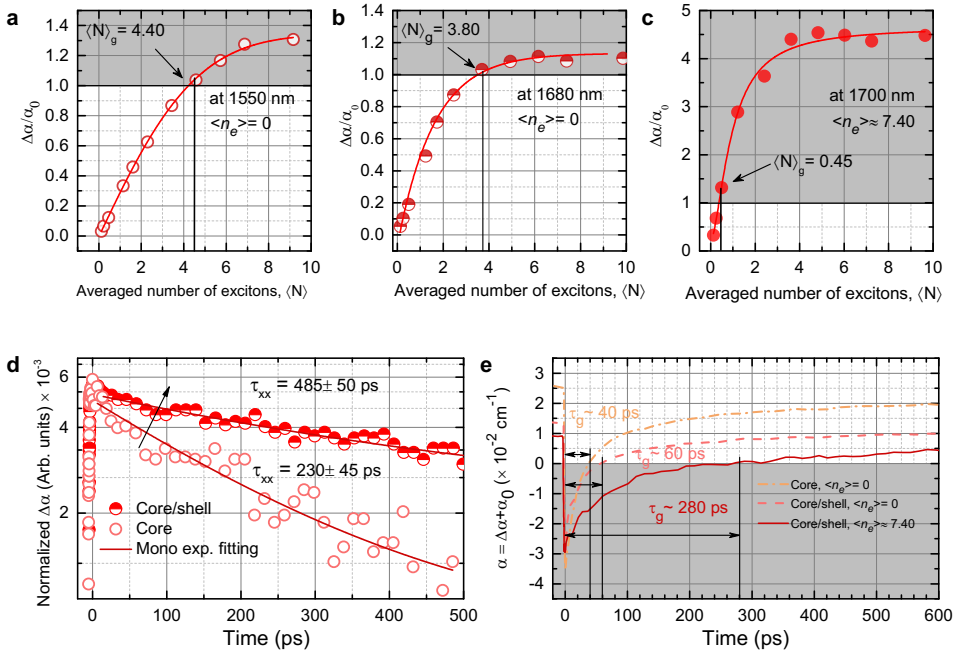 a
Δα/α0
1.4
1.2
1.0
0.8
0.6
0.4
0.2
0.0
⟨N⟩g = 4.40
at 1550 nm
<ne>= 0
0 2 4 6 8 10
Averaged number of excitons, ⟨N⟩
b
Δα/α0
1.4
1.2
1.0
0.8
0.6
0.4
0.2
0.0
⟨N⟩g = 3.80
at 1680 nm
<ne>= 0
0 2 4 6 8 10
Averaged number of excitons, ⟨N⟩
c
Δα/α0
5
4
3
2
1
0
at 1700 nm
<ne>≈ 7.40
⟨N⟩g = 0.45
0 2 4 6 8 10
Averaged number of excitons, ⟨N⟩
d
Normalized Δα (Arb. units) × 10-3
6
4
2
τxx = 485± 50 ps
τxx = 230± 45 ps
Core/shell
Core
Mono exp. fitting
0 100 200 300 400 500
Time (ps)
e
α = Δα+α0 (× 10-2 cm-1)
3
2
1
0
-1
-2
-3
-4
τg~ 40 ps
τg~ 60 ps
τg~ 280 ps
Core, <ne>= 0
Core/shell, <ne>= 0
Core/shell, <ne>≈ 7.40
0 100 200 300 400 500 600
Time (ps)